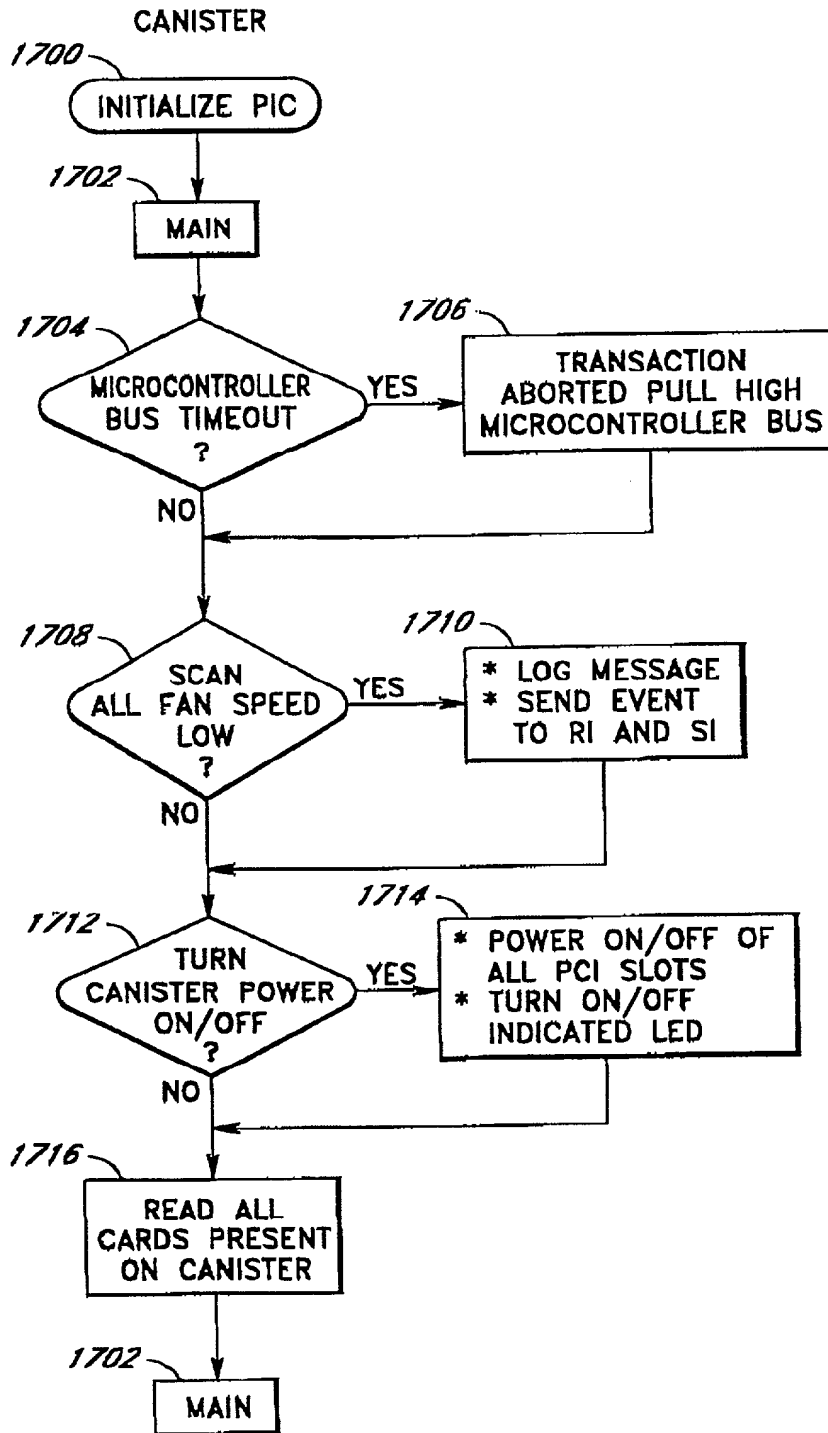 CANISTER
1700
INITIALIZE PIC
1702
MAIN
1704
MICROCONTROLLER
BUS TIMEOUT
?
YES
NO
1706
TRANSACTION
ABORTED PULL HIGH
MICROCONTROLLER BUS
1708
SCAN
ALL FAN SPEED
LOW
?
YES
NO
1710
* LOG MESSAGE
* SEND EVENT
TO RI AND SI
1712
TURN
CANISTER POWER
ON/OFF
?
YES
NO
1714
* POWER ON/OFF OF
ALL PCI SLOTS
* TURN ON/OFF
INDICATED LED
1716
READ ALL
CARDS PRESENT
ON CANISTER
1702
MAIN